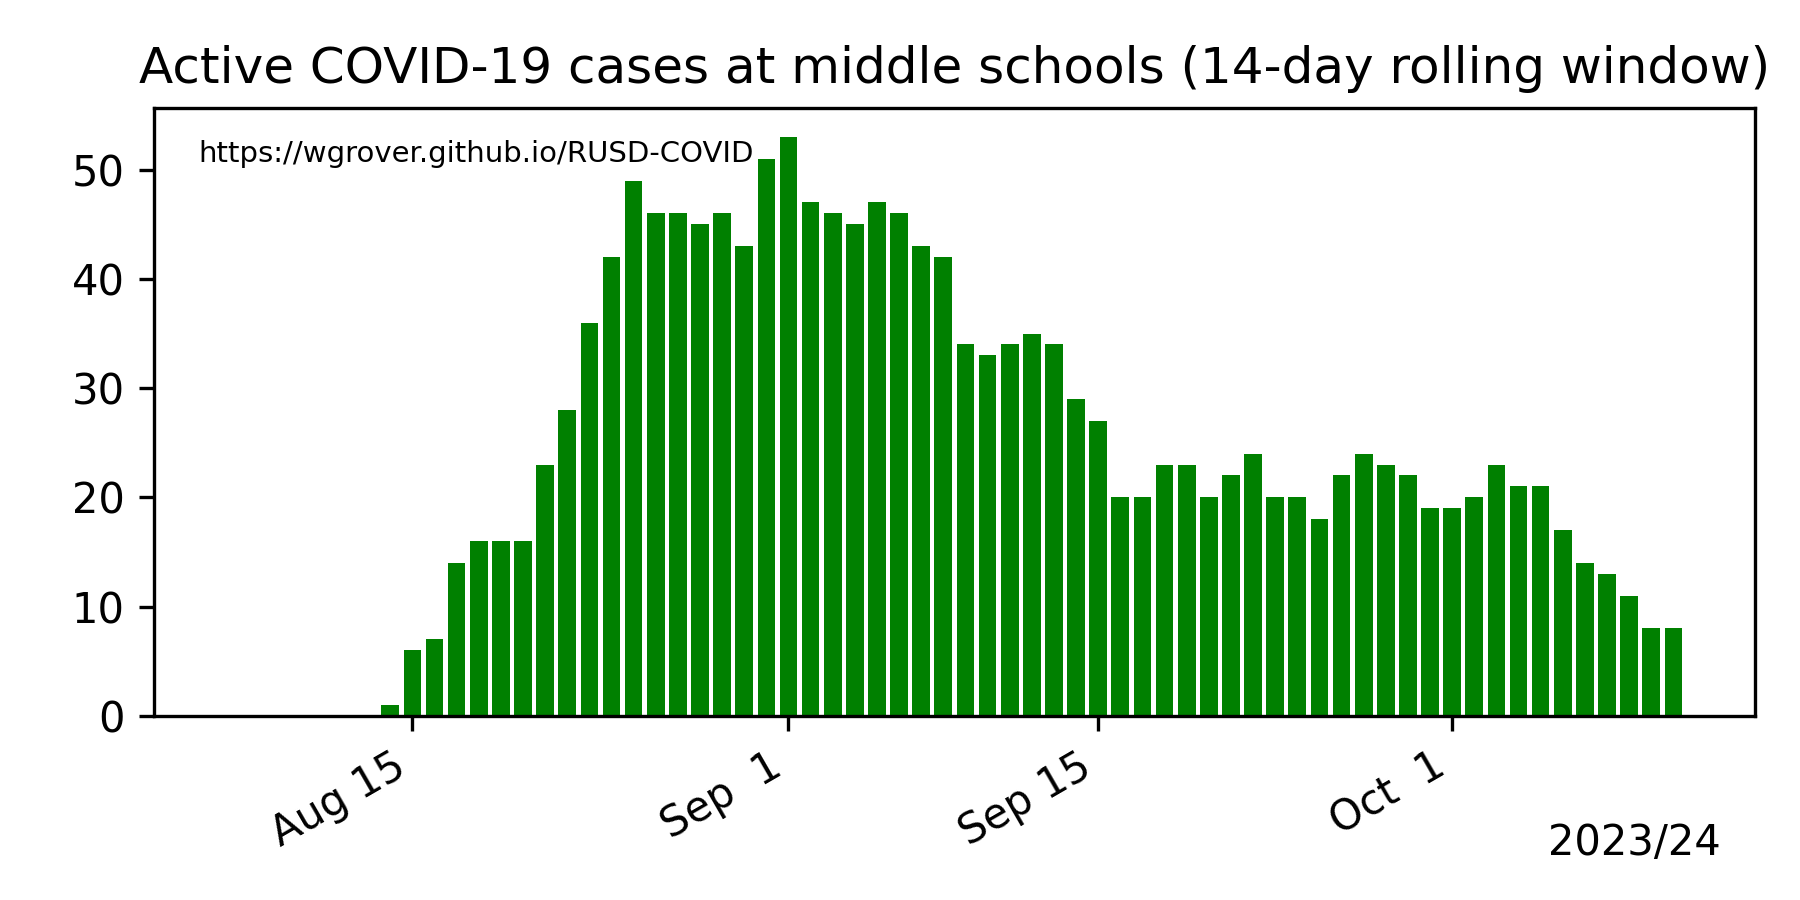 Active COVID-19 cases at middle schools (14-day rolling window)
https://wgrover.github.io/RUSD-COVID
50
40
30
20
10
0
Aug 15
Sep 1
Sep 15
Oct 1
2023/24